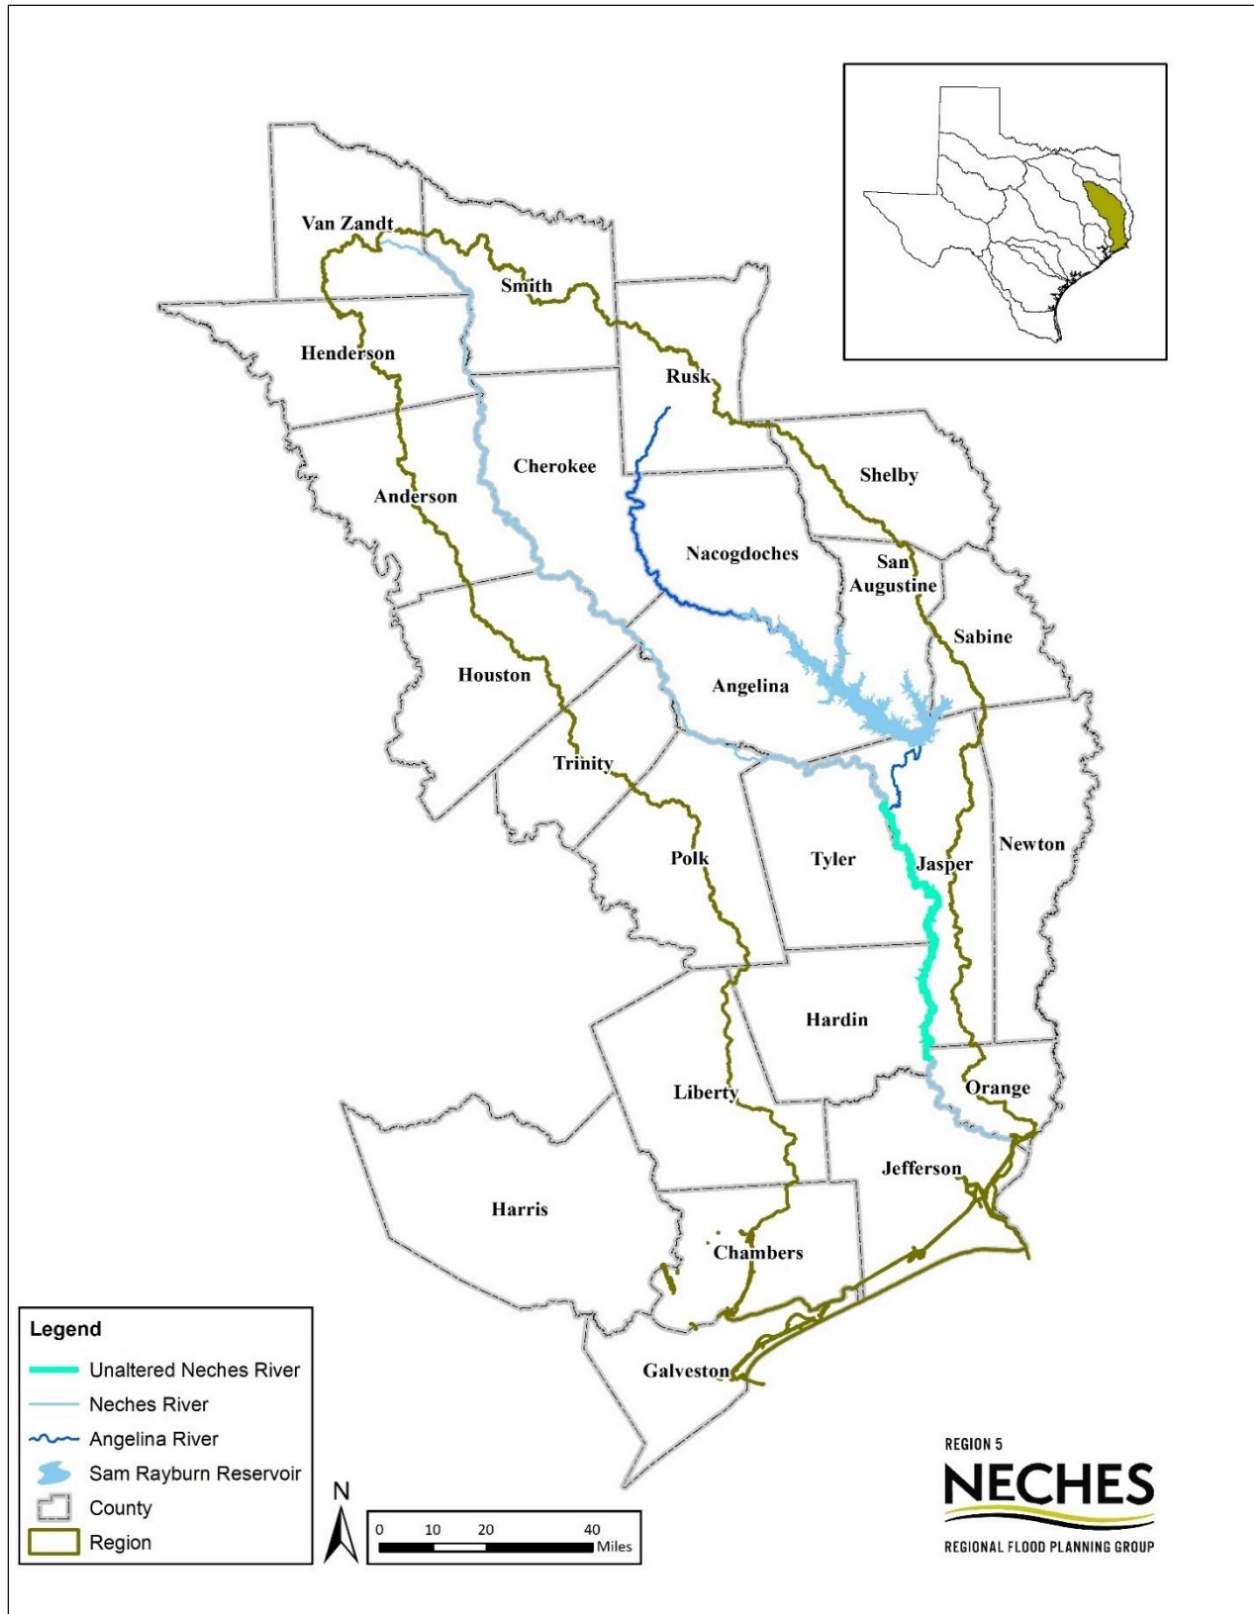 Van Zandt
Smith
Henderson
Rusk
Cherokee
Shelby
Anderson
Nacogdoches
San
Augustine
Sabine
Houston
Angelina
Trinity
Polk
Tyler
Jasper
Newton
Hardin
Liberty
Orange
Jefferson
Harris
Chambers
Galveston
Legend
Unaltered Neches River
Neches River
Angelina River
Sam Rayburn Reservoir
County
Region
N
0 10 20 40
Miles
REGION 5
NECHES
REGIONAL FLOOD PLANNING GROUP